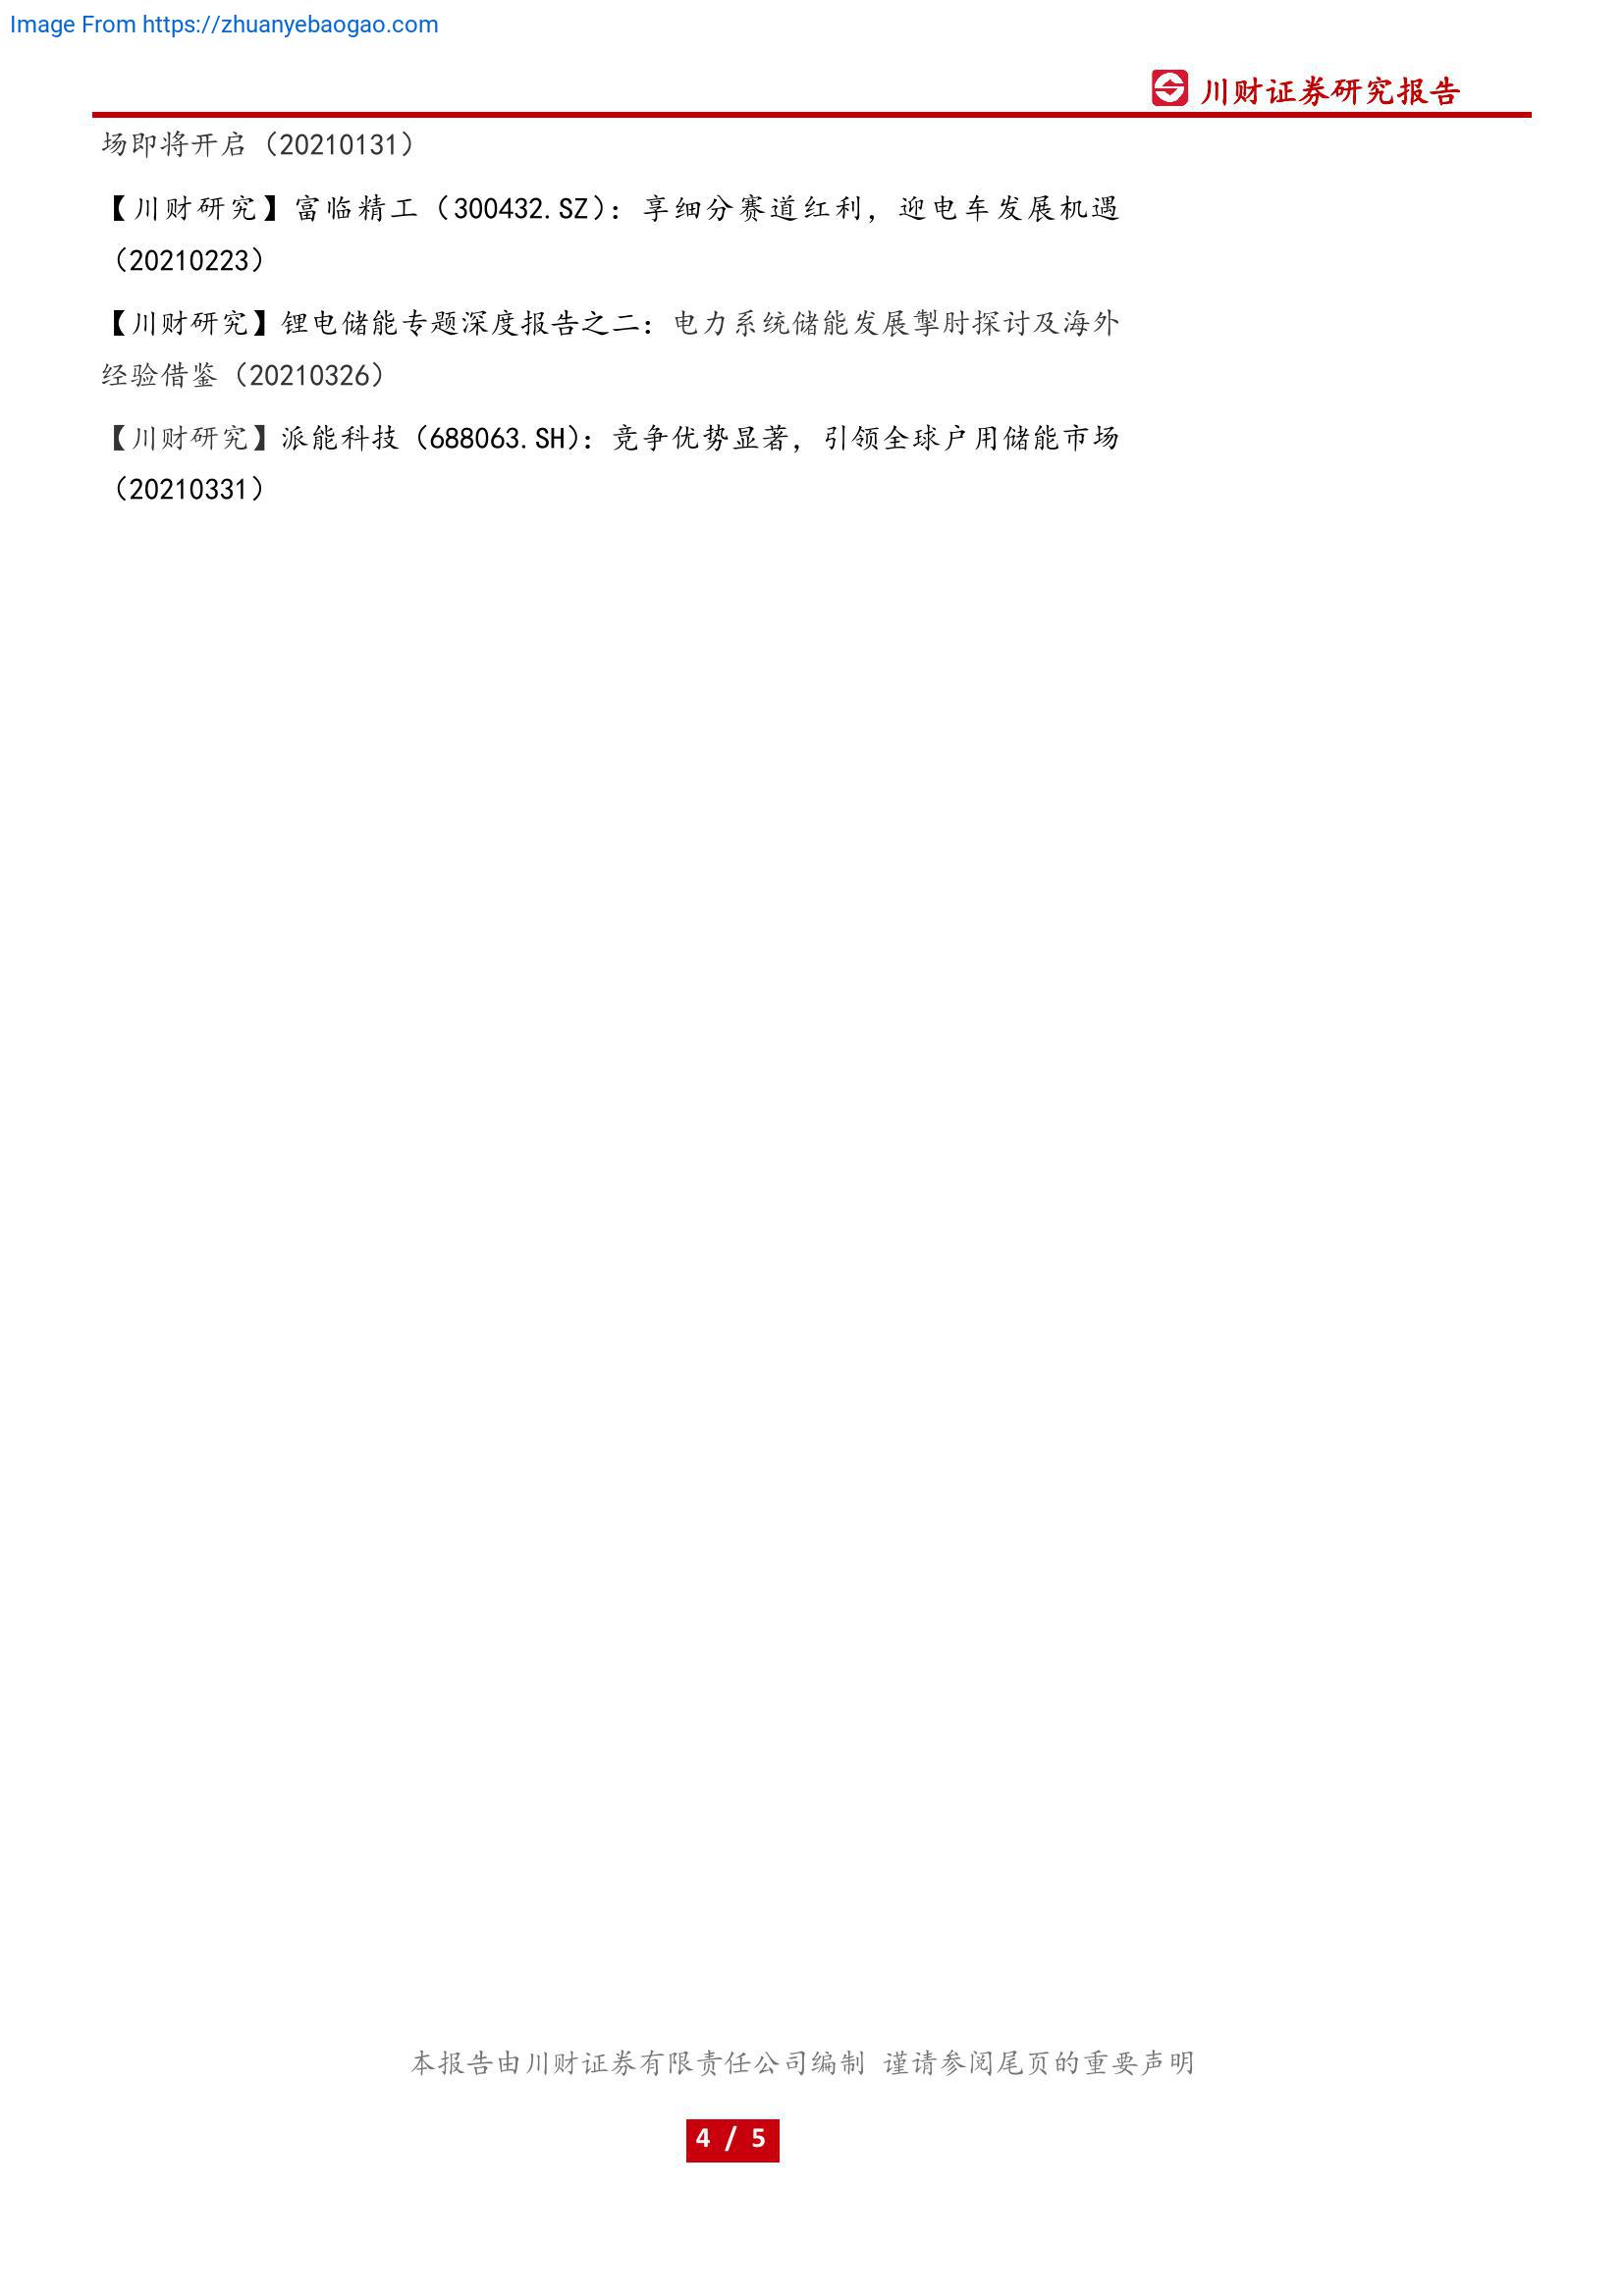 Image From https://zhuanyebaogao.com
川财证券研究报告
场即将开启（20210131）
【川财研究】富临精工（300432.SZ）：享细分赛道红利，迎电车发展机遇
（20210223）
【川财研究】锂电储能专题深度报告之二：电力系统储能发展掣肘探讨及海外
经验借鉴（20210326）
【川财研究】派能科技（688063.SH）：竞争优势显著，引领全球户用储能市场
（20210331）
本报告由川财证券有限责任公司编制 谨请参阅尾页的重要声明
4 / 5